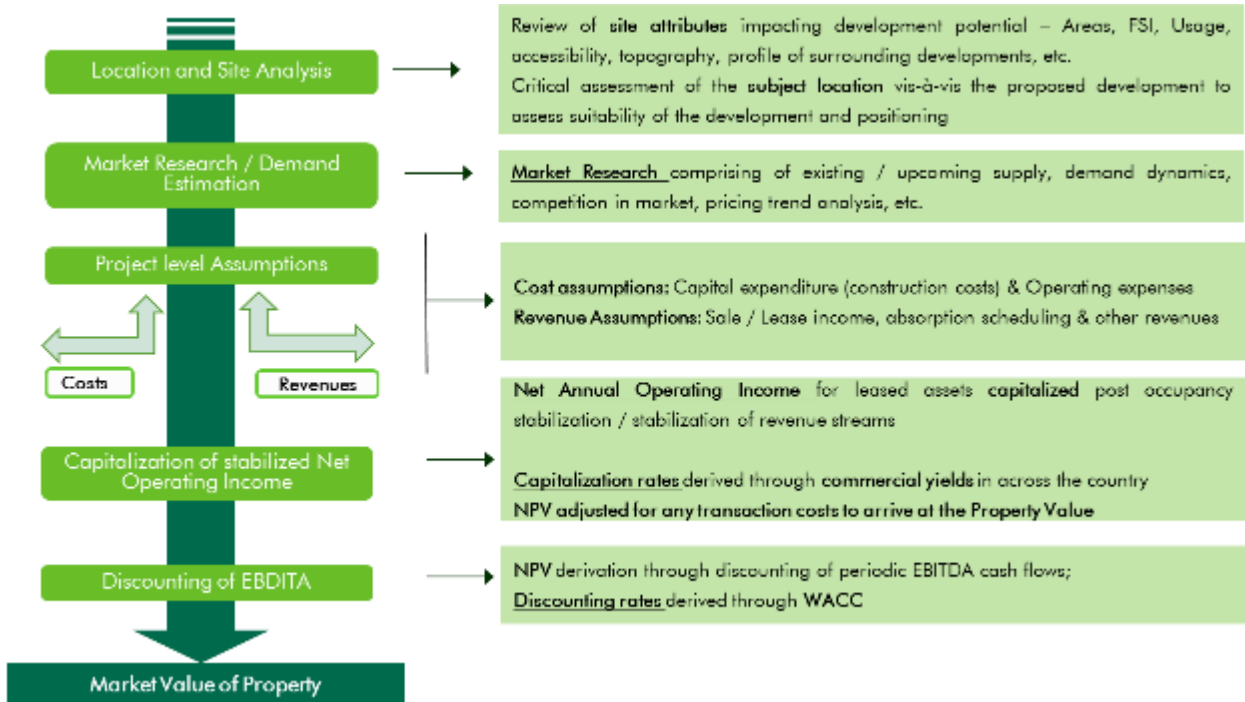 Location and Site Analysis
Review of site attributes impacting development potential – Areas, FSI, Usage,
accessibility, topography, profile of surrounding developments, etc.
Critical assessment of the subject location vis-à-vis the proposed development to
assess suitability of the development and positioning
Market Research / Demand
Estimation
Market Research comprising of existing / upcoming supply, demand dynamics,
competition in market, pricing trend analysis, etc.
Project level Assumptions
Costs
Revenues
Cost assumptions: Capital expenditure (construction costs) & Operating expenses
Revenue Assumptions: Sale / Lease income, absorption scheduling & other revenues
Capitalization of stabilized Net
Operating Income
Net Annual Operating Income for leased assets capitalized post occupancy
stabilization / stabilization of revenue streams
Capitalization rates derived through commercial yields in across the country
NPV adjusted for any transaction costs to arrive at the Property Value
Discounting of EBDITA
NPV derivation through discounting of periodic EBITDA cash flows;
Discounting rates derived through WACC
Market Value of Property